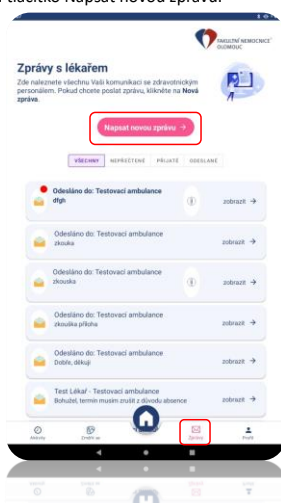 tlačítko Napsat novou zprávu.
FAKULTNÍ NEMOCNICE
OLOMOUC
Zprávy s lékařem
Zde naleznete všechnu Vaši komunikaci se zdravotnickým
personálem. Pokud chcete poslat zprávu, klikněte na Nová
zpráva.
Napsat novou zprávu →
VŠECHNY NEPŘEČTENÉ PŘIJATÉ ODESLANÉ
Odesláno do: Testovací ambulance
dfgh
zobrazit →
Odesláno do: Testovací ambulance
zkouka
zobrazit →
Odesláno do: Testovací ambulance
zkouska
zobrazit →
Odesláno do: Testovací ambulance
zkouška příloha
zobrazit →
Odesláno do: Testovací ambulance
Dobře, děkuji
zobrazit →
Test Lékař - Testovací ambulance
Bohužel, termín musím zrušit z důvodu absence
zobrazit →
Aktivity Zprávy Profil